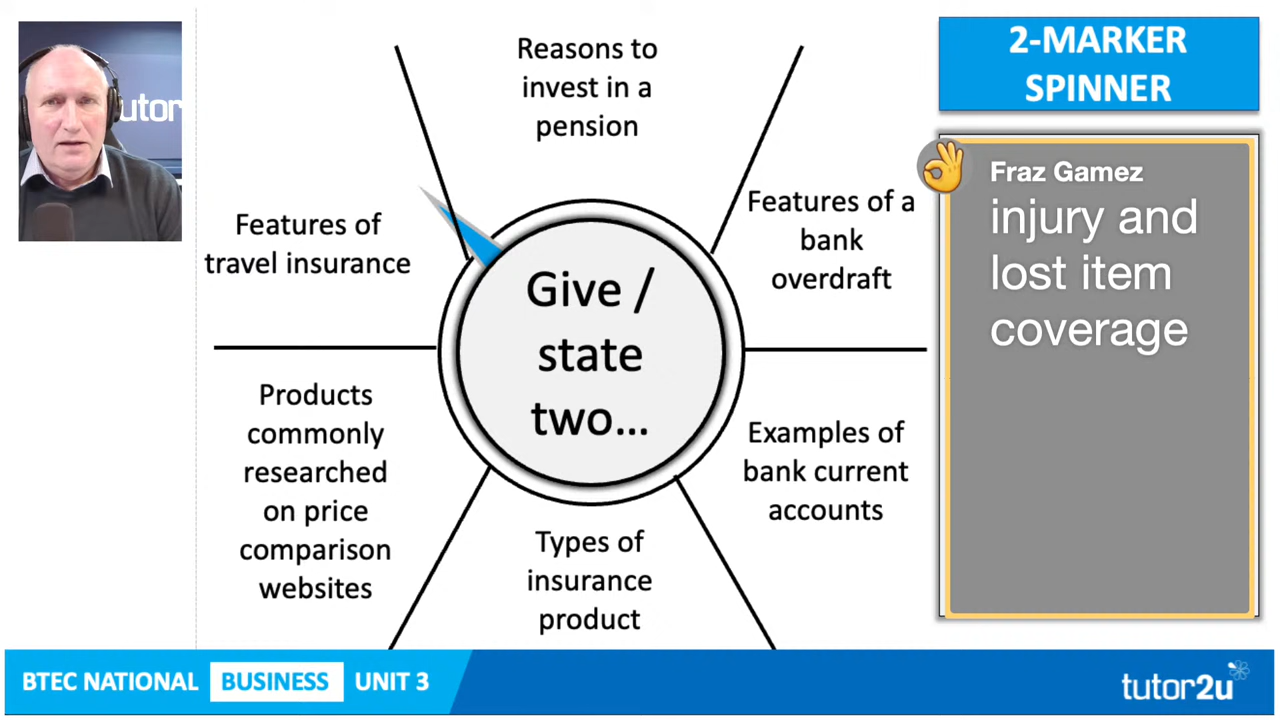 utor
Reasons to
invest in a
pension
Features of
travel insurance
Features of a
bank
overdraft
Give /
state
two...
Products
commonly
researched
on price
comparison
websites
Examples of
bank current
accounts
Types of
insurance
product
2-MARKER
SPINNER
Fraz Gamez
injury and
lost item
coverage
BTEC NATIONAL BUSINESS UNIT 3
tutor2u